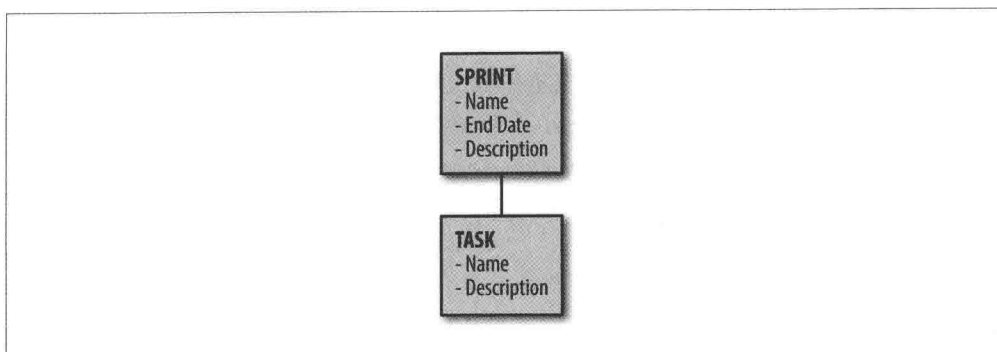 SPRINT
- Name
- End Date
- Description
TASK
- Name
- Description